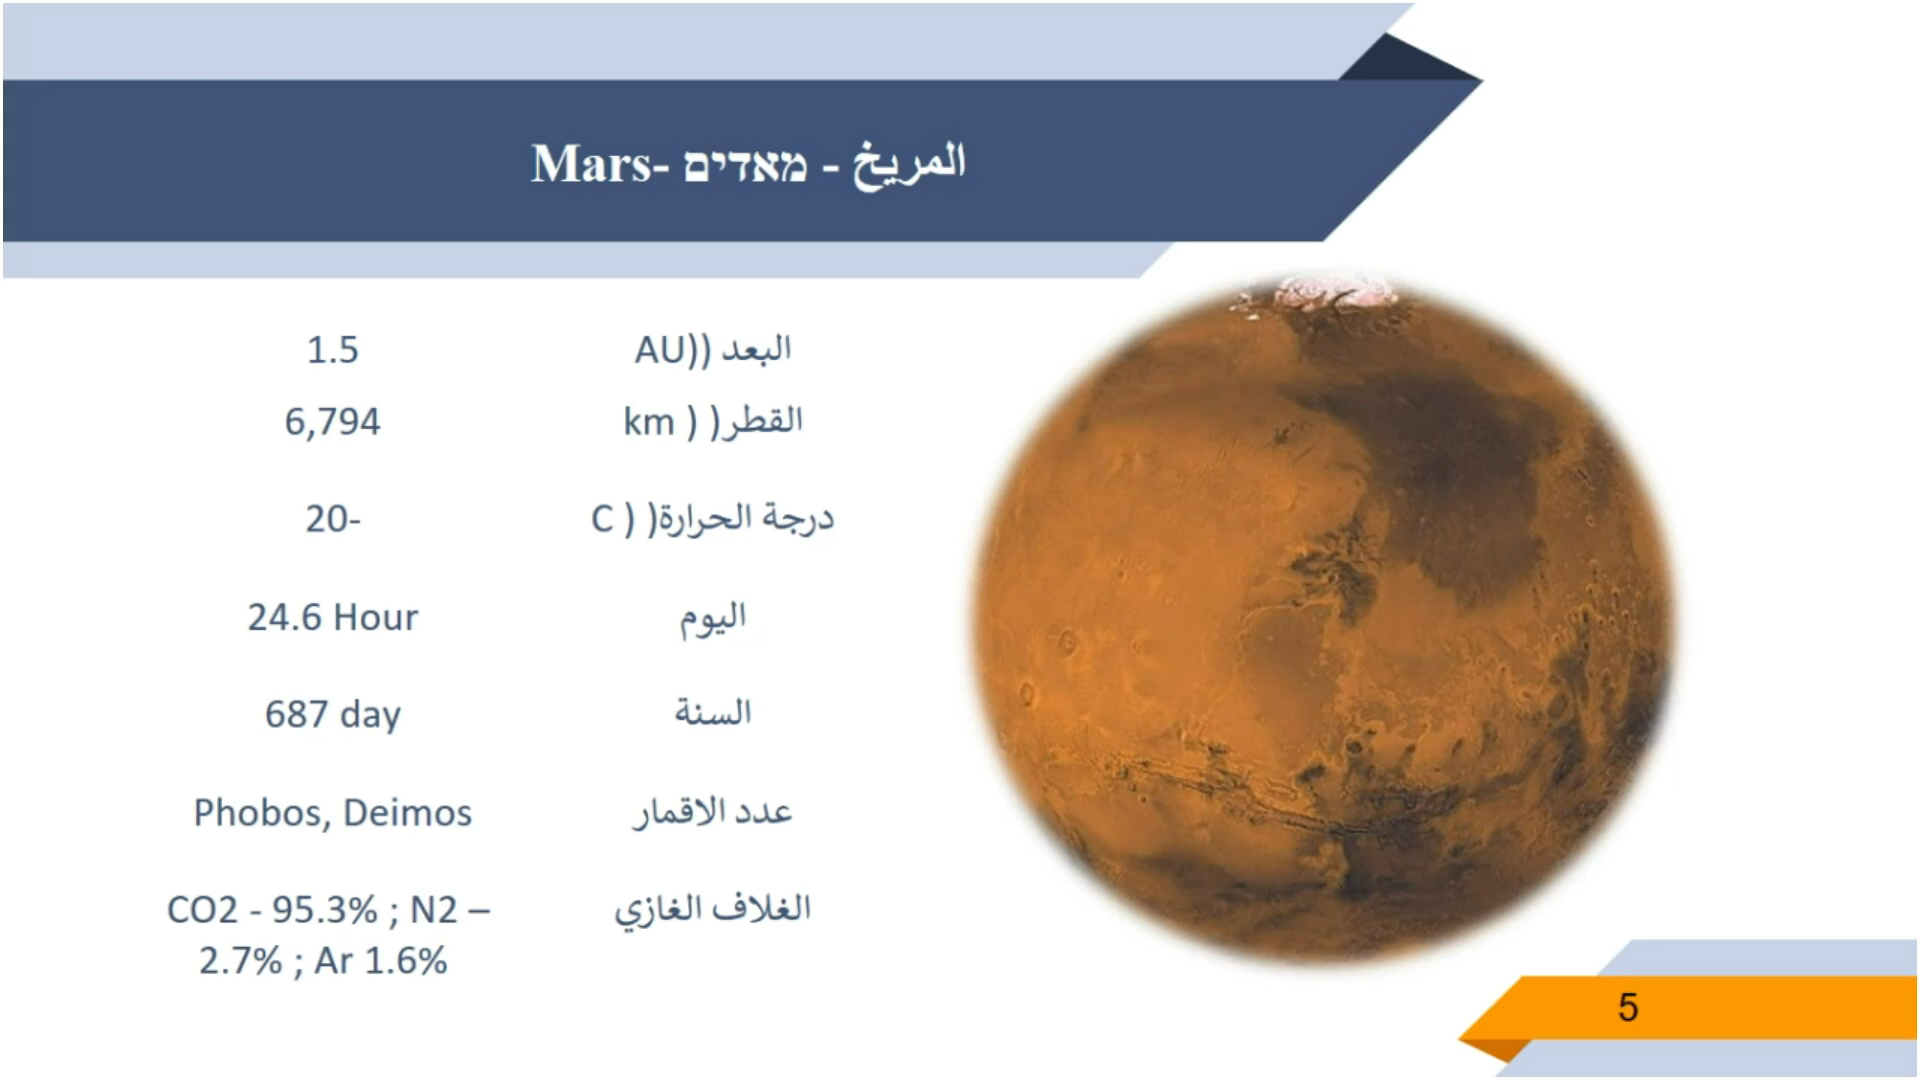 المريخ - מאדים -Mars
البعد ((AU 1.5
القطر( ( km 6,794
درجة الحرارة( ( C 20-
اليوم 24.6 Hour
السنة 687 day
عدد الاقمار Phobos, Deimos
الغلاف الغازي CO2 - 95.3% ; N2 –
2.7% ; Ar 1.6%
5